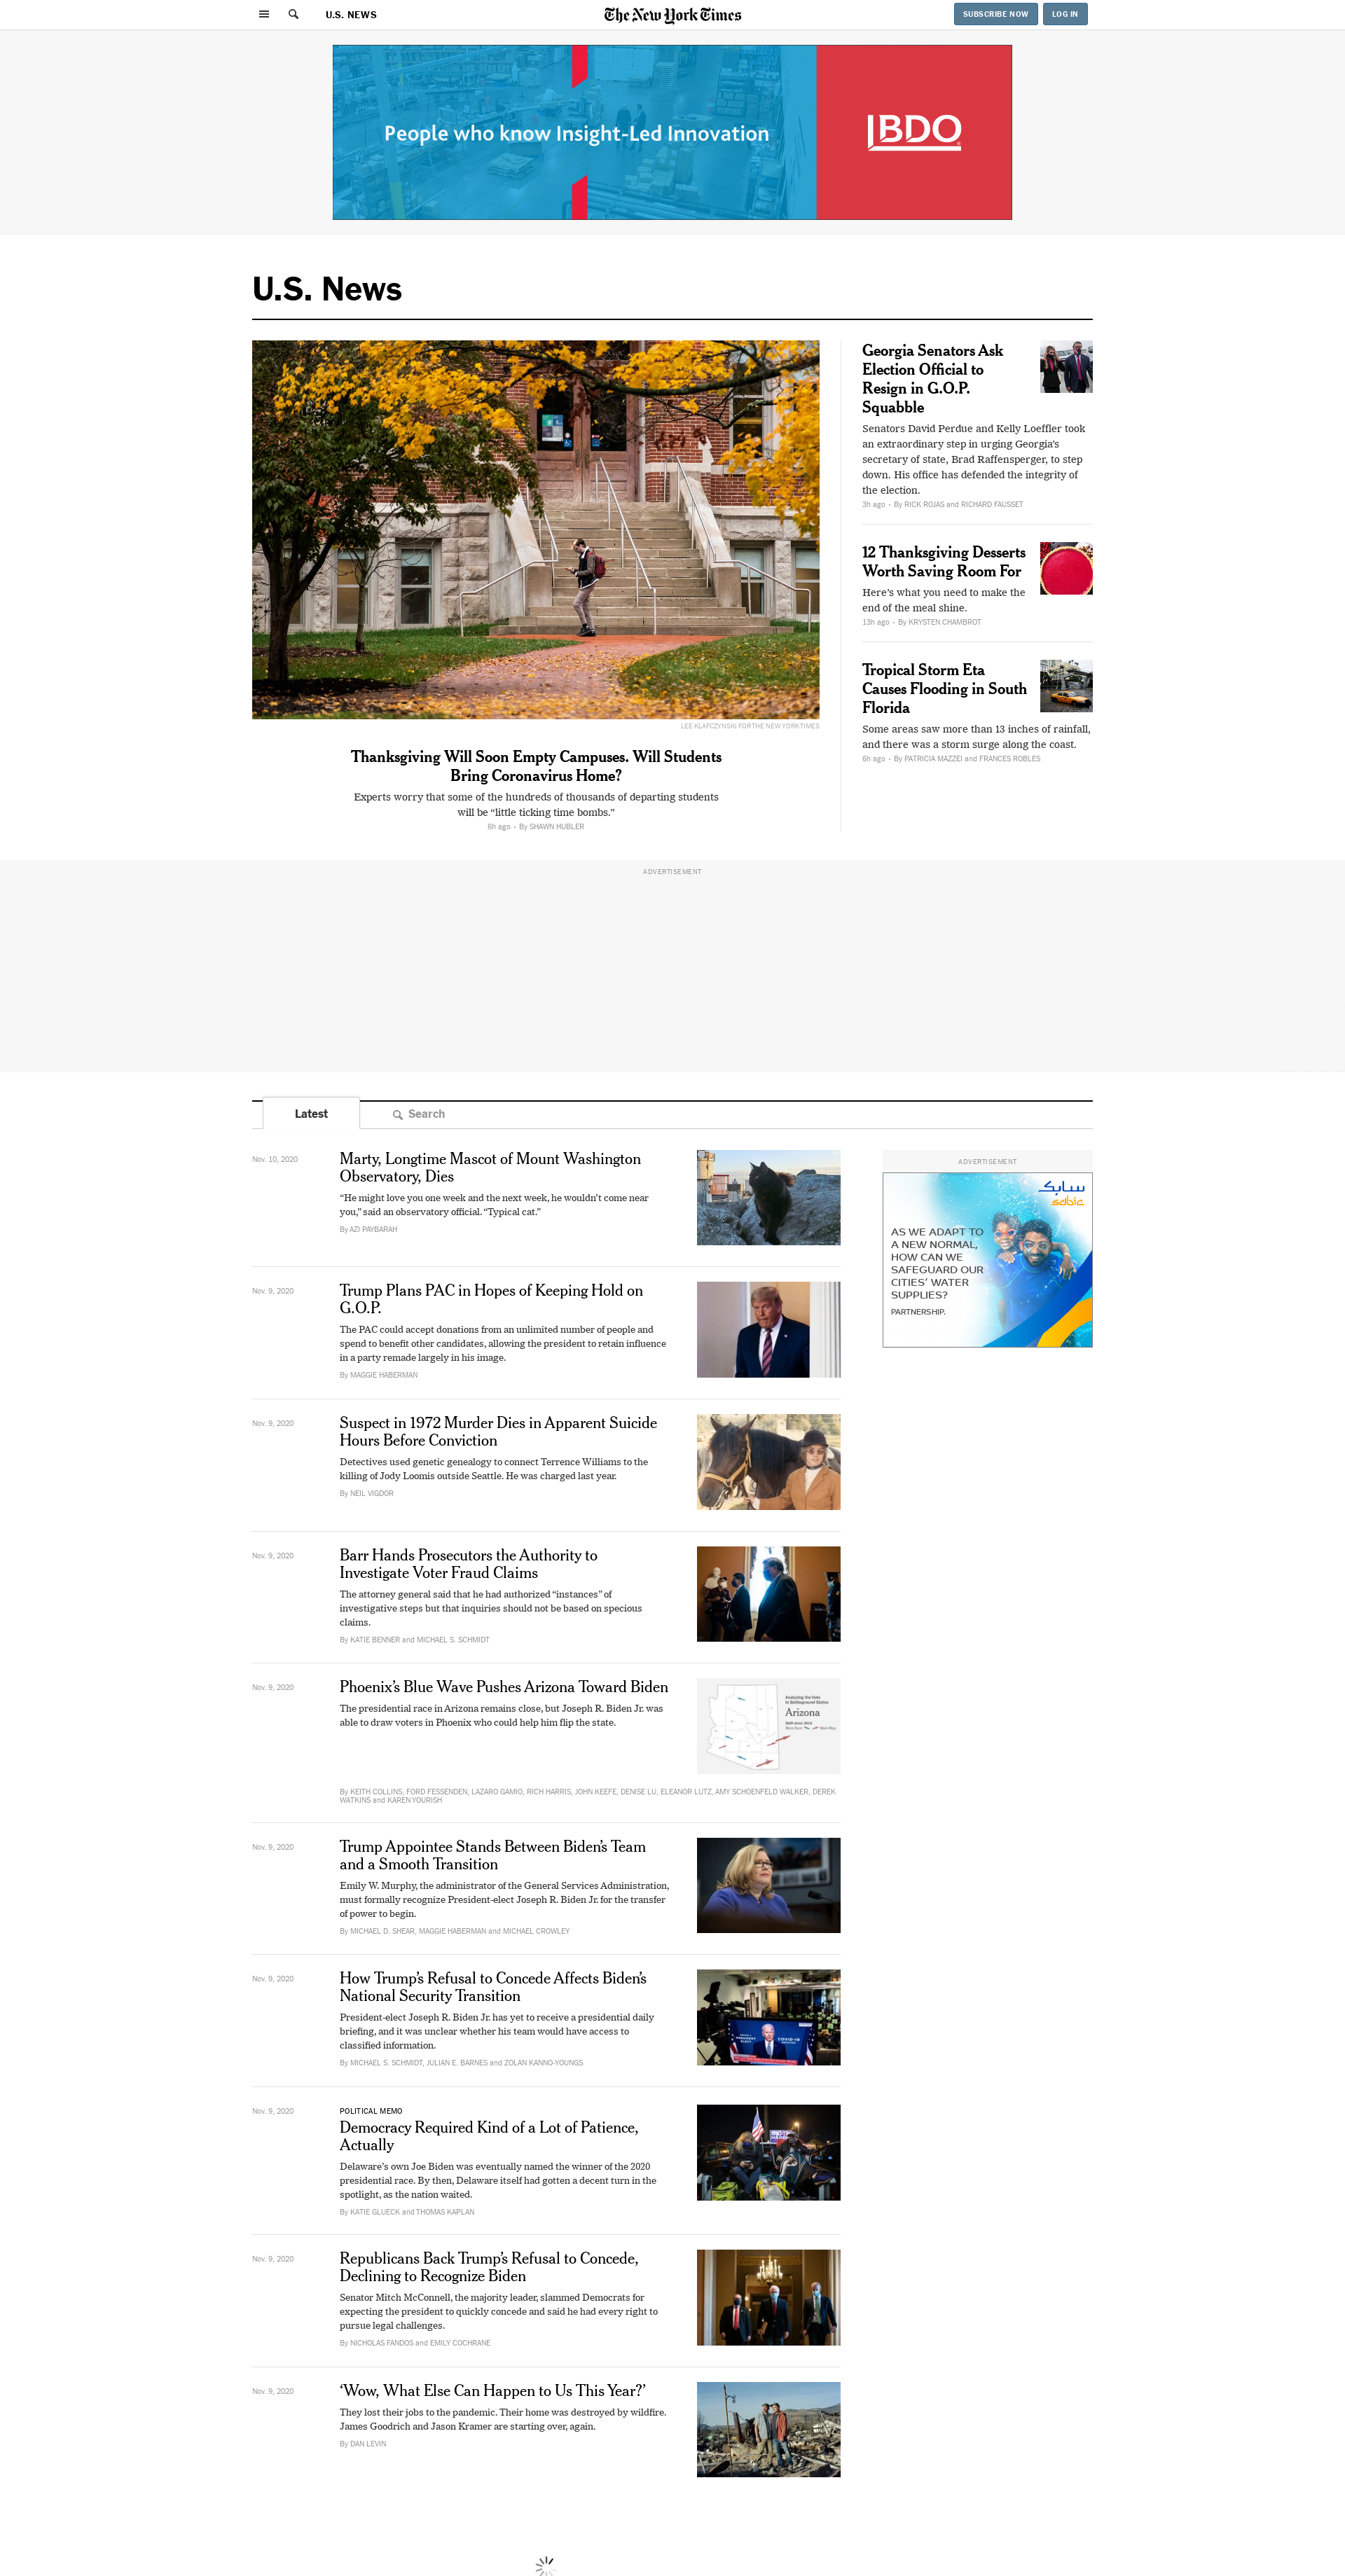 U.S. NEWS
The New York Times
SUBSCRIBE NOW
LOG IN
People who know Insight-Led Innovation
BDO
U.S. News
LEE KLAFCZYNSKI FOR THE NEW YORK TIMES
Thanksgiving Will Soon Empty Campuses. Will Students
Bring Coronavirus Home?
Experts worry that some of the hundreds of thousands of departing students
will be “little ticking time bombs.”
6h ago • By SHAWN HUBLER
Georgia Senators Ask
Election Official to
Resign in G.O.P.
Squabble
Senators David Perdue and Kelly Loeffler took
an extraordinary step in urging Georgia’s
secretary of state, Brad Raffensperger, to step
down. His office has defended the integrity of
the election.
3h ago • By RICK ROJAS and RICHARD FAUSSET
12 Thanksgiving Desserts
Worth Saving Room For
Here’s what you need to make the
end of the meal shine.
13h ago • By KRYSTEN CHAMBROT
Tropical Storm Eta
Causes Flooding in South
Florida
Some areas saw more than 13 inches of rainfall,
and there was a storm surge along the coast.
6h ago • By PATRICIA MAZZEI and FRANCES ROBLES
ADVERTISEMENT
Latest
Search
Nov. 10, 2020
Marty, Longtime Mascot of Mount Washington
Observatory, Dies
“He might love you one week and the next week, he wouldn’t come near
you,” said an observatory official. “Typical cat.”
By AZI PAYBARAH
ADVERTISEMENT
سابك
sabic
AS WE ADAPT TO
A NEW NORMAL,
HOW CAN WE
SAFEGUARD OUR
CITIES’ WATER
SUPPLIES?
PARTNERSHIP.
Nov. 9, 2020
Trump Plans PAC in Hopes of Keeping Hold on
G.O.P.
The PAC could accept donations from an unlimited number of people and
spend to benefit other candidates, allowing the president to retain influence
in a party remade largely in his image.
By MAGGIE HABERMAN
Nov. 9, 2020
Suspect in 1972 Murder Dies in Apparent Suicide
Hours Before Conviction
Detectives used genetic genealogy to connect Terrence Williams to the
killing of Jody Loomis outside Seattle. He was charged last year.
By NEIL VIGDOR
Nov. 9, 2020
Barr Hands Prosecutors the Authority to
Investigate Voter Fraud Claims
The attorney general said that he had authorized “instances” of
investigative steps but that inquiries should not be based on specious
claims.
By KATIE BENNER and MICHAEL S. SCHMIDT
Nov. 9, 2020
Phoenix’s Blue Wave Pushes Arizona Toward Biden
The presidential race in Arizona remains close, but Joseph R. Biden Jr. was
able to draw voters in Phoenix who could help him flip the state.
Analyzing the Vote
in Battleground States
Arizona
Shift since 2016
By KEITH COLLINS, FORD FESSENDEN, LAZARO GAMIO, RICH HARRIS, JOHN KEEFE, DENISE LU, ELEANOR LUTZ, AMY SCHOENFELD WALKER, DEREK
WATKINS and KAREN YOURISH
Nov. 9, 2020
Trump Appointee Stands Between Biden’s Team
and a Smooth Transition
Emily W. Murphy, the administrator of the General Services Administration,
must formally recognize President-elect Joseph R. Biden Jr. for the transfer
of power to begin.
By MICHAEL D. SHEAR, MAGGIE HABERMAN and MICHAEL CROWLEY
Nov. 9, 2020
How Trump’s Refusal to Concede Affects Biden’s
National Security Transition
President-elect Joseph R. Biden Jr. has yet to receive a presidential daily
briefing, and it was unclear whether his team would have access to
classified information.
By MICHAEL S. SCHMIDT, JULIAN E. BARNES and ZOLAN KANNO-YOUNGS
Nov. 9, 2020
POLITICAL MEMO
Democracy Required Kind of a Lot of Patience,
Actually
Delaware’s own Joe Biden was eventually named the winner of the 2020
presidential race. By then, Delaware itself had gotten a decent turn in the
spotlight, as the nation waited.
By KATIE GLUECK and THOMAS KAPLAN
Nov. 9, 2020
Republicans Back Trump’s Refusal to Concede,
Declining to Recognize Biden
Senator Mitch McConnell, the majority leader, slammed Democrats for
expecting the president to quickly concede and said he had every right to
pursue legal challenges.
By NICHOLAS FANDOS and EMILY COCHRANE
Nov. 9, 2020
‘Wow, What Else Can Happen to Us This Year?’
They lost their jobs to the pandemic. Their home was destroyed by wildfire.
James Goodrich and Jason Kramer are starting over, again.
By DAN LEVIN